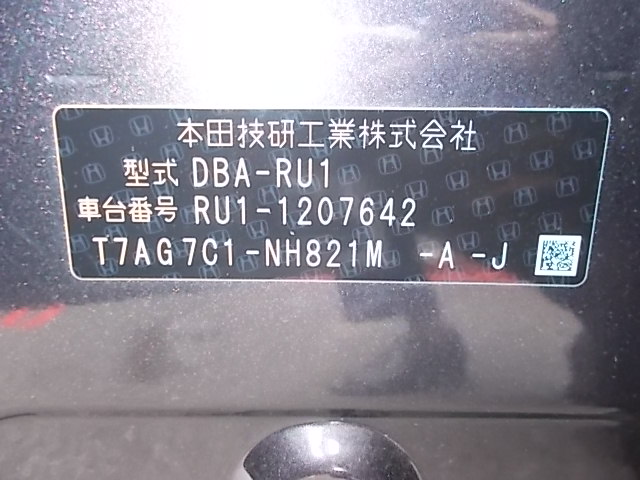 本田技研工業株式会社
型式 DBA-RU1
車台番号 RU1-1207642
T7AG7C1-NH821M -A -J